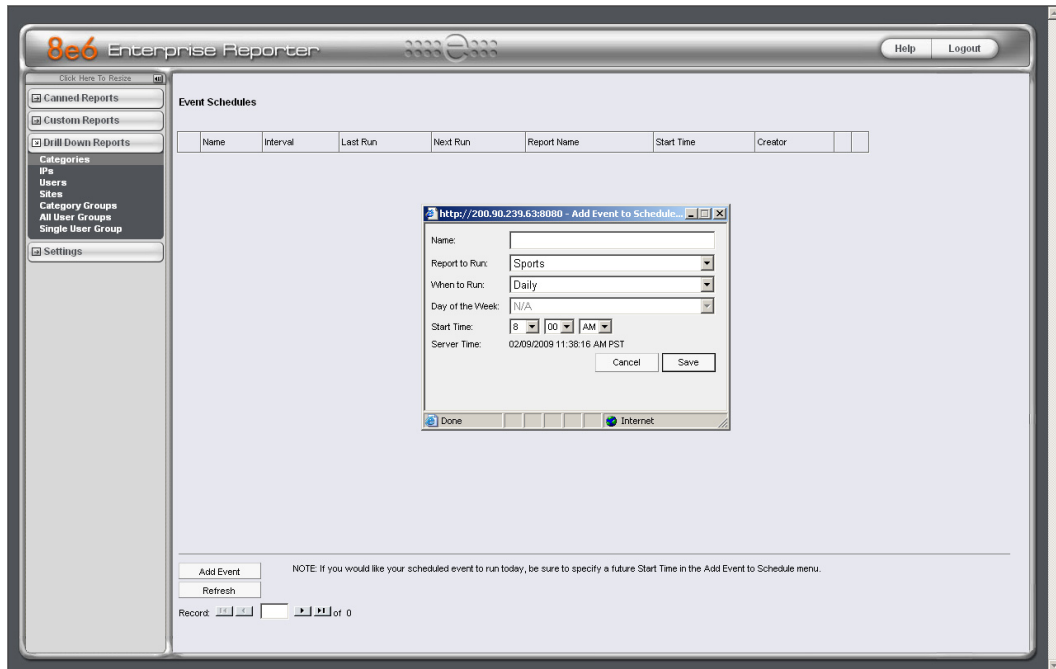 8e6 Enterprise Reporter
Help Logout
Click Here To Resize
Canned Reports
Custom Reports
Drill Down Reports
Categories
IPs
Users
Sites
Category Groups
All User Groups
Single User Group
Settings
Event Schedules
Name Interval Last Run Next Run Report Name Start Time Creator
http://200.90.239.63:8080 - Add Event to Schedule...
Name:
Report to Run: Sports
When to Run: Daily
Day of the Week: N/A
Start Time: 8 00 AM
Server Time: 02/09/2009 11:38:16 AM PST
Cancel Save
Done Internet
Add Event NOTE: If you would like your scheduled event to run today, be sure to specify a future Start Time in the Add Event to Schedule menu.
Refresh
Record: of 0